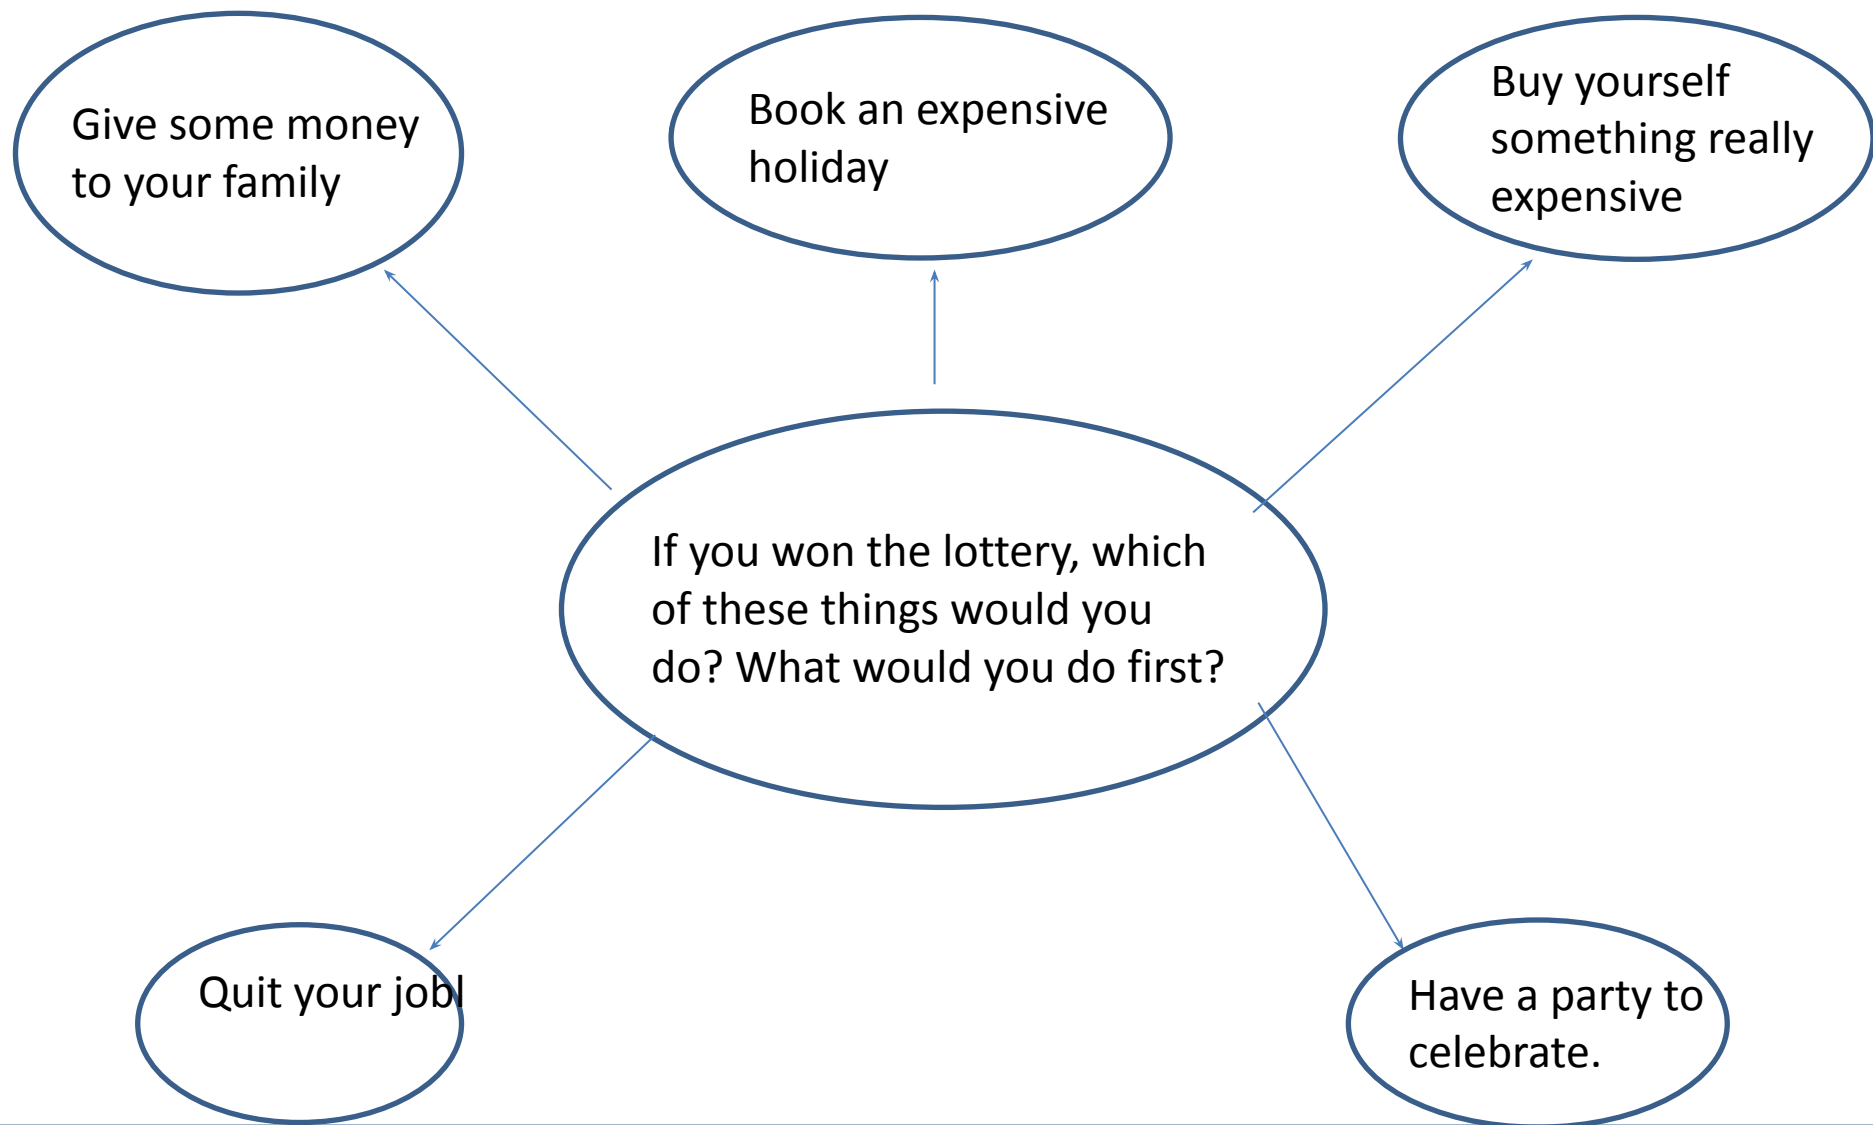 Give some money
to your family
Book an expensive
holiday
Buy yourself
something really
expensive
If you won the lottery, which
of these things would you
do? What would you do first?
Quit your jobl
Have a party to
celebrate.